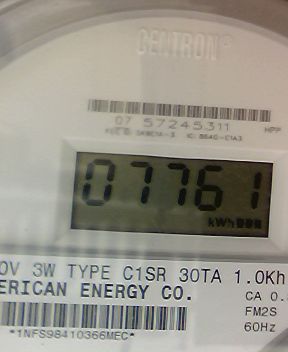 CENTRON®
07 57245311
HPP
07761
kWh
0V 3W TYPE C1SR 30TA 1.0Kh
ERICAN ENERGY CO.
CA 0.
FM2S
*1NFS98410366MEC*
60Hz